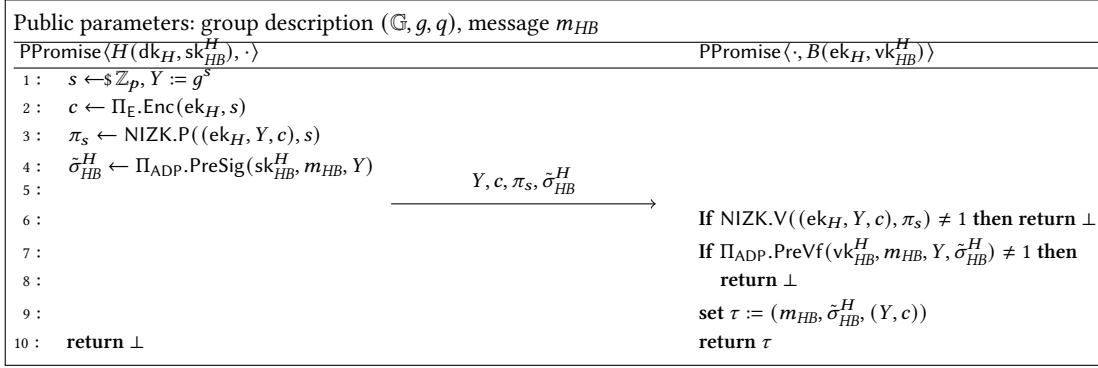 Public parameters: group description (𝔾, g, q), message m_HB
PPromise⟨H(dk_H, sk^H_HB), ·⟩ PPromise⟨·, B(ek_H, vk^H_HB)⟩
1 : s ←$ ℤ_p, Y := g^s
2 : c ← Π_E.Enc(ek_H, s)
3 : π_s ← NIZK.P((ek_H, Y, c), s)
4 : σ̃^H_HB ← Π_ADP.PreSig(sk^H_HB, m_HB, Y)
5 : Y, c, π_s, σ̃^H_HB
6 : If NIZK.V((ek_H, Y, c), π_s) ≠ 1 then return ⊥
7 : If Π_ADP.PreVf(vk^H_HB, m_HB, Y, σ̃^H_HB) ≠ 1 then
8 : return ⊥
9 : set τ := (m_HB, σ̃^H_HB, (Y, c))
10 : return ⊥ return τ